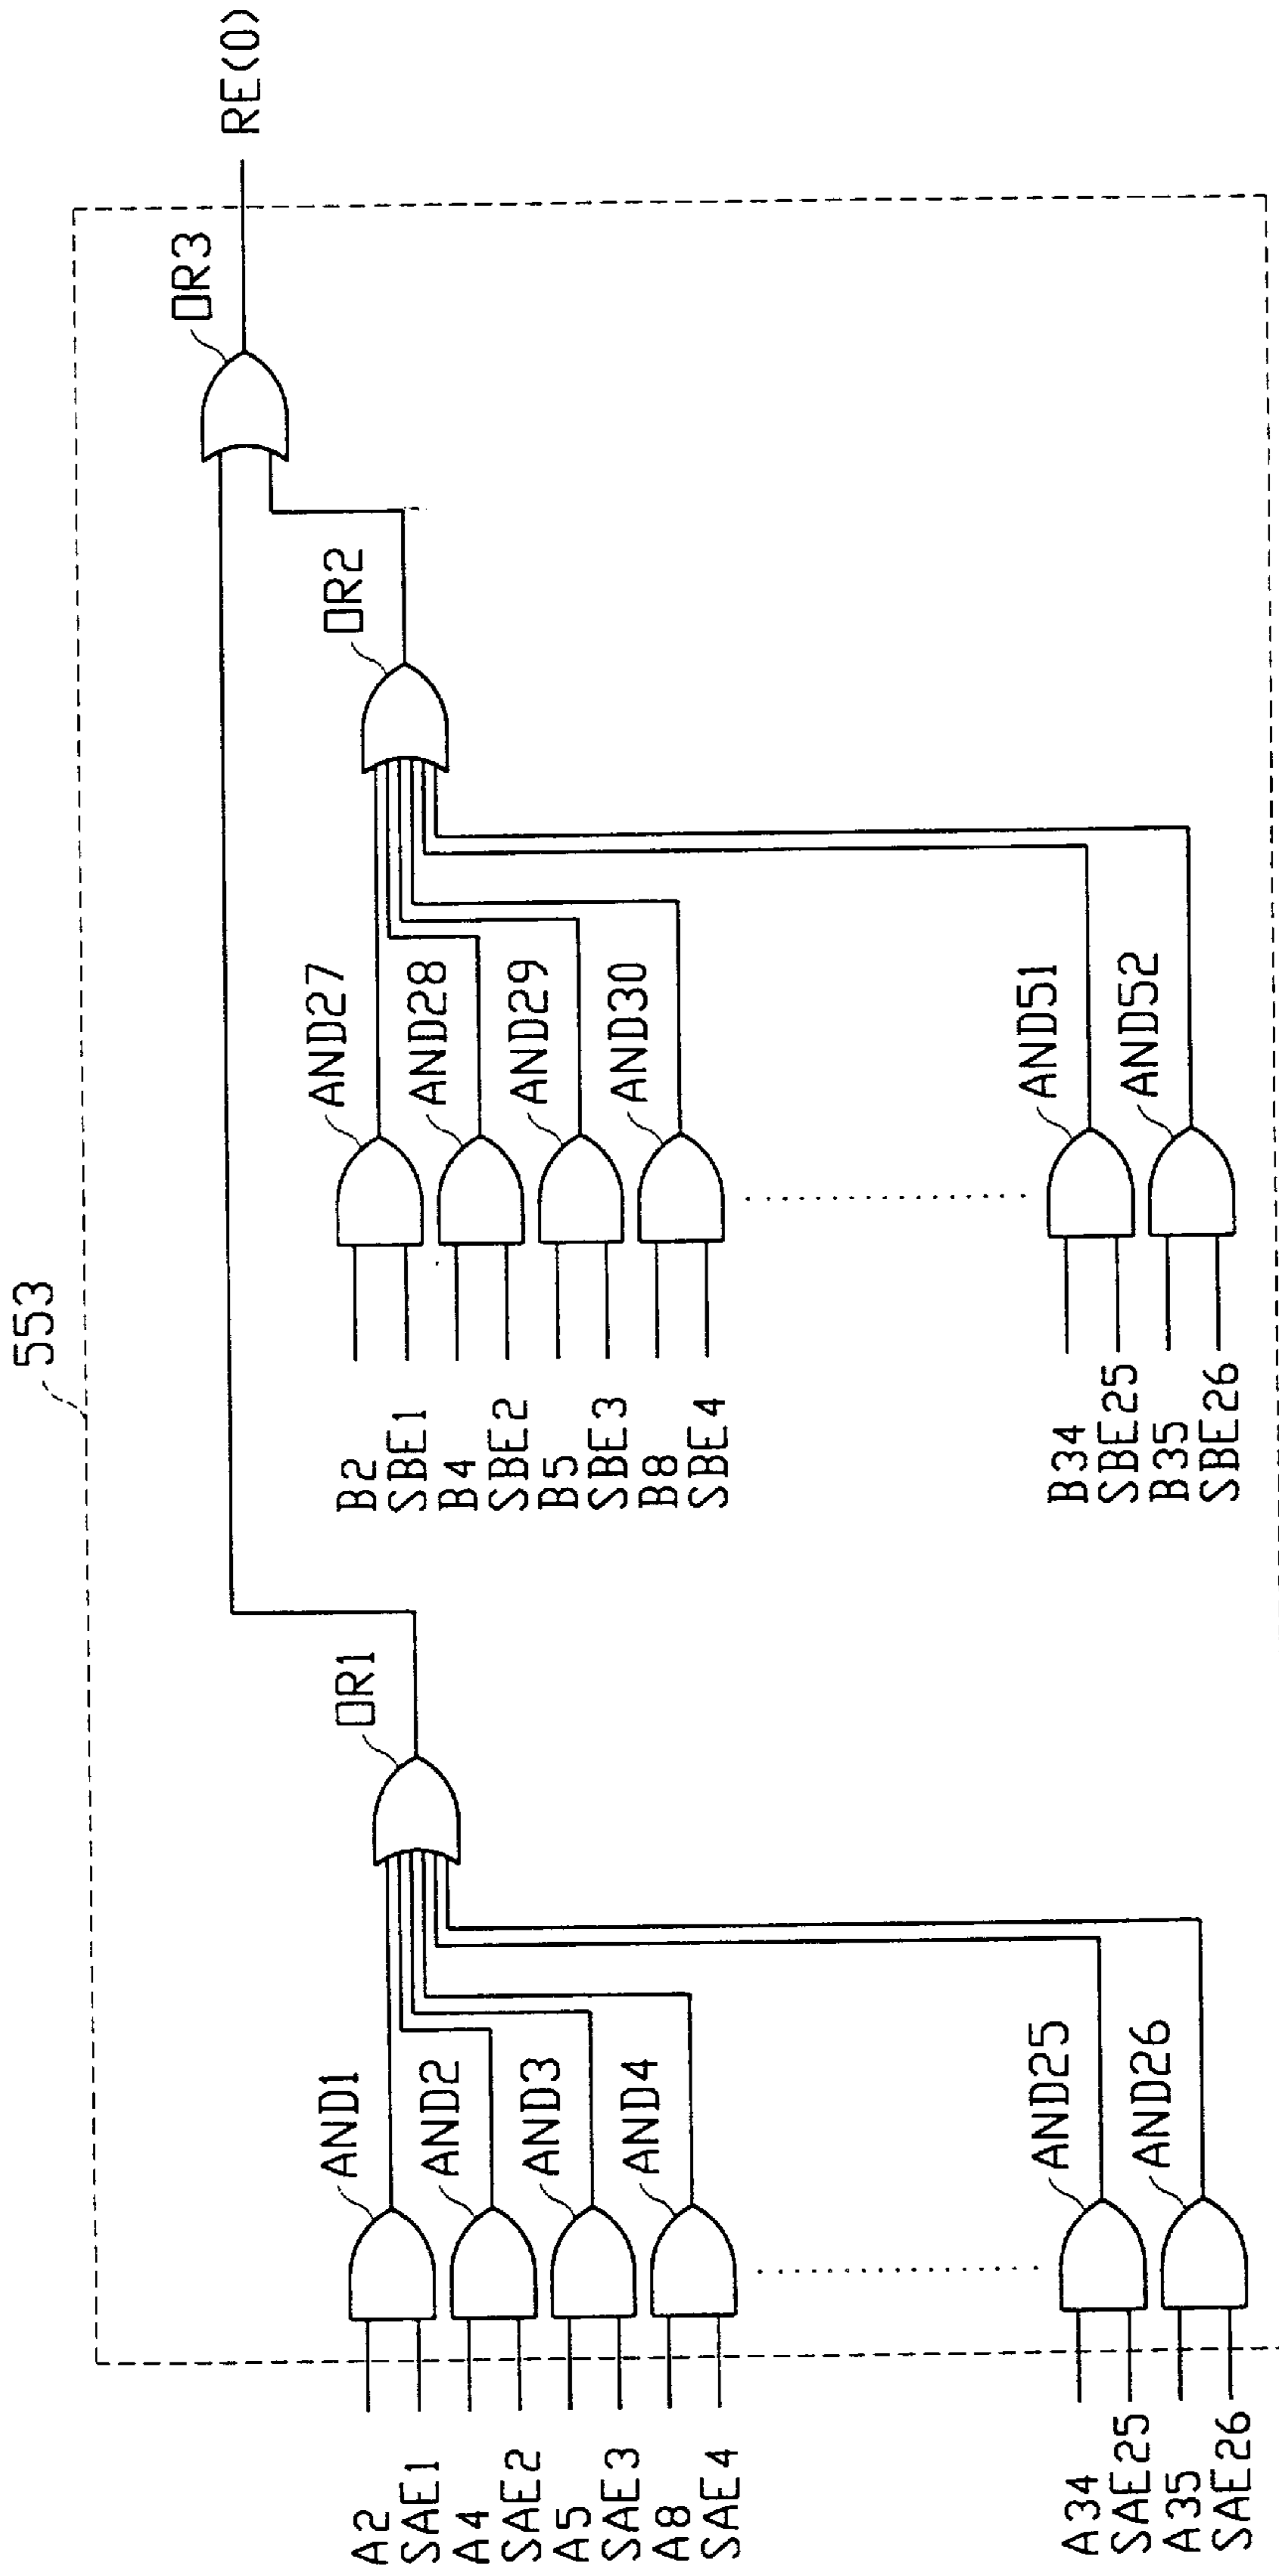 553
RE(0)
OR3
OR2
OR1
AND27
AND28
AND29
AND30
AND51
AND52
B2
SBE1
B4
SBE2
B5
SBE3
B8
SBE4
B34
SBE25
B35
SBE26
AND1
AND2
AND3
AND4
AND25
AND26
A2
SAE1
A4
SAE2
A5
SAE3
A8
SAE4
A34
SAE25
A35
SAE26